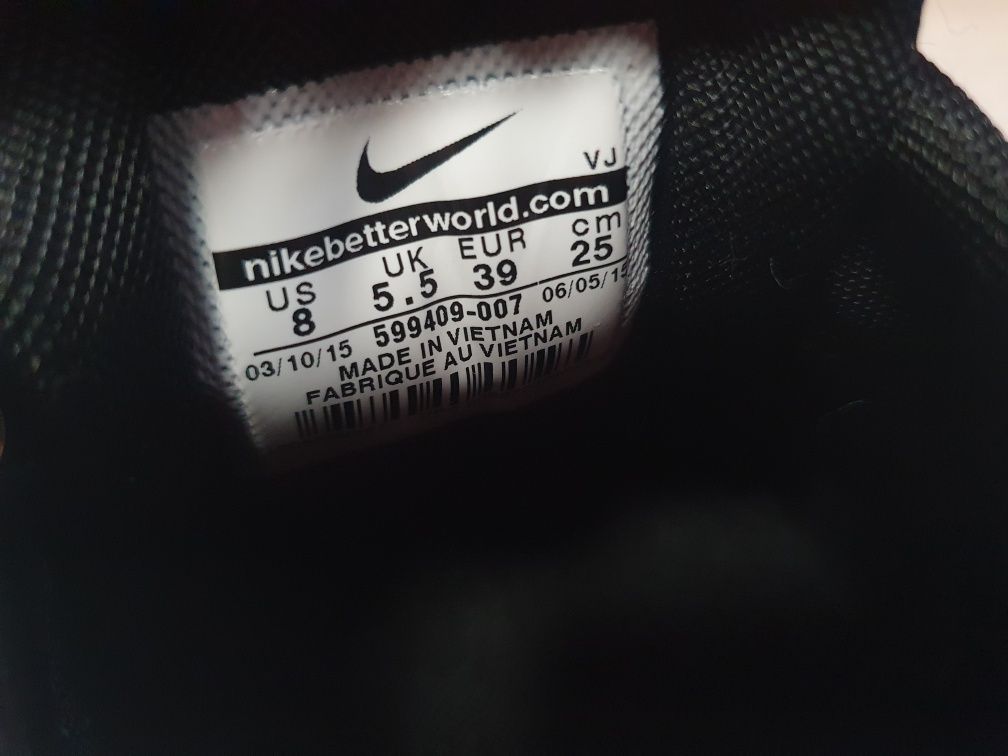 VJ
nikebetterworld.com
US UK EUR cm
8 5.5 39 25
599409-007
03/10/15 06/05/15
MADE IN VIETNAM
FABRIQUE AU VIETNAM